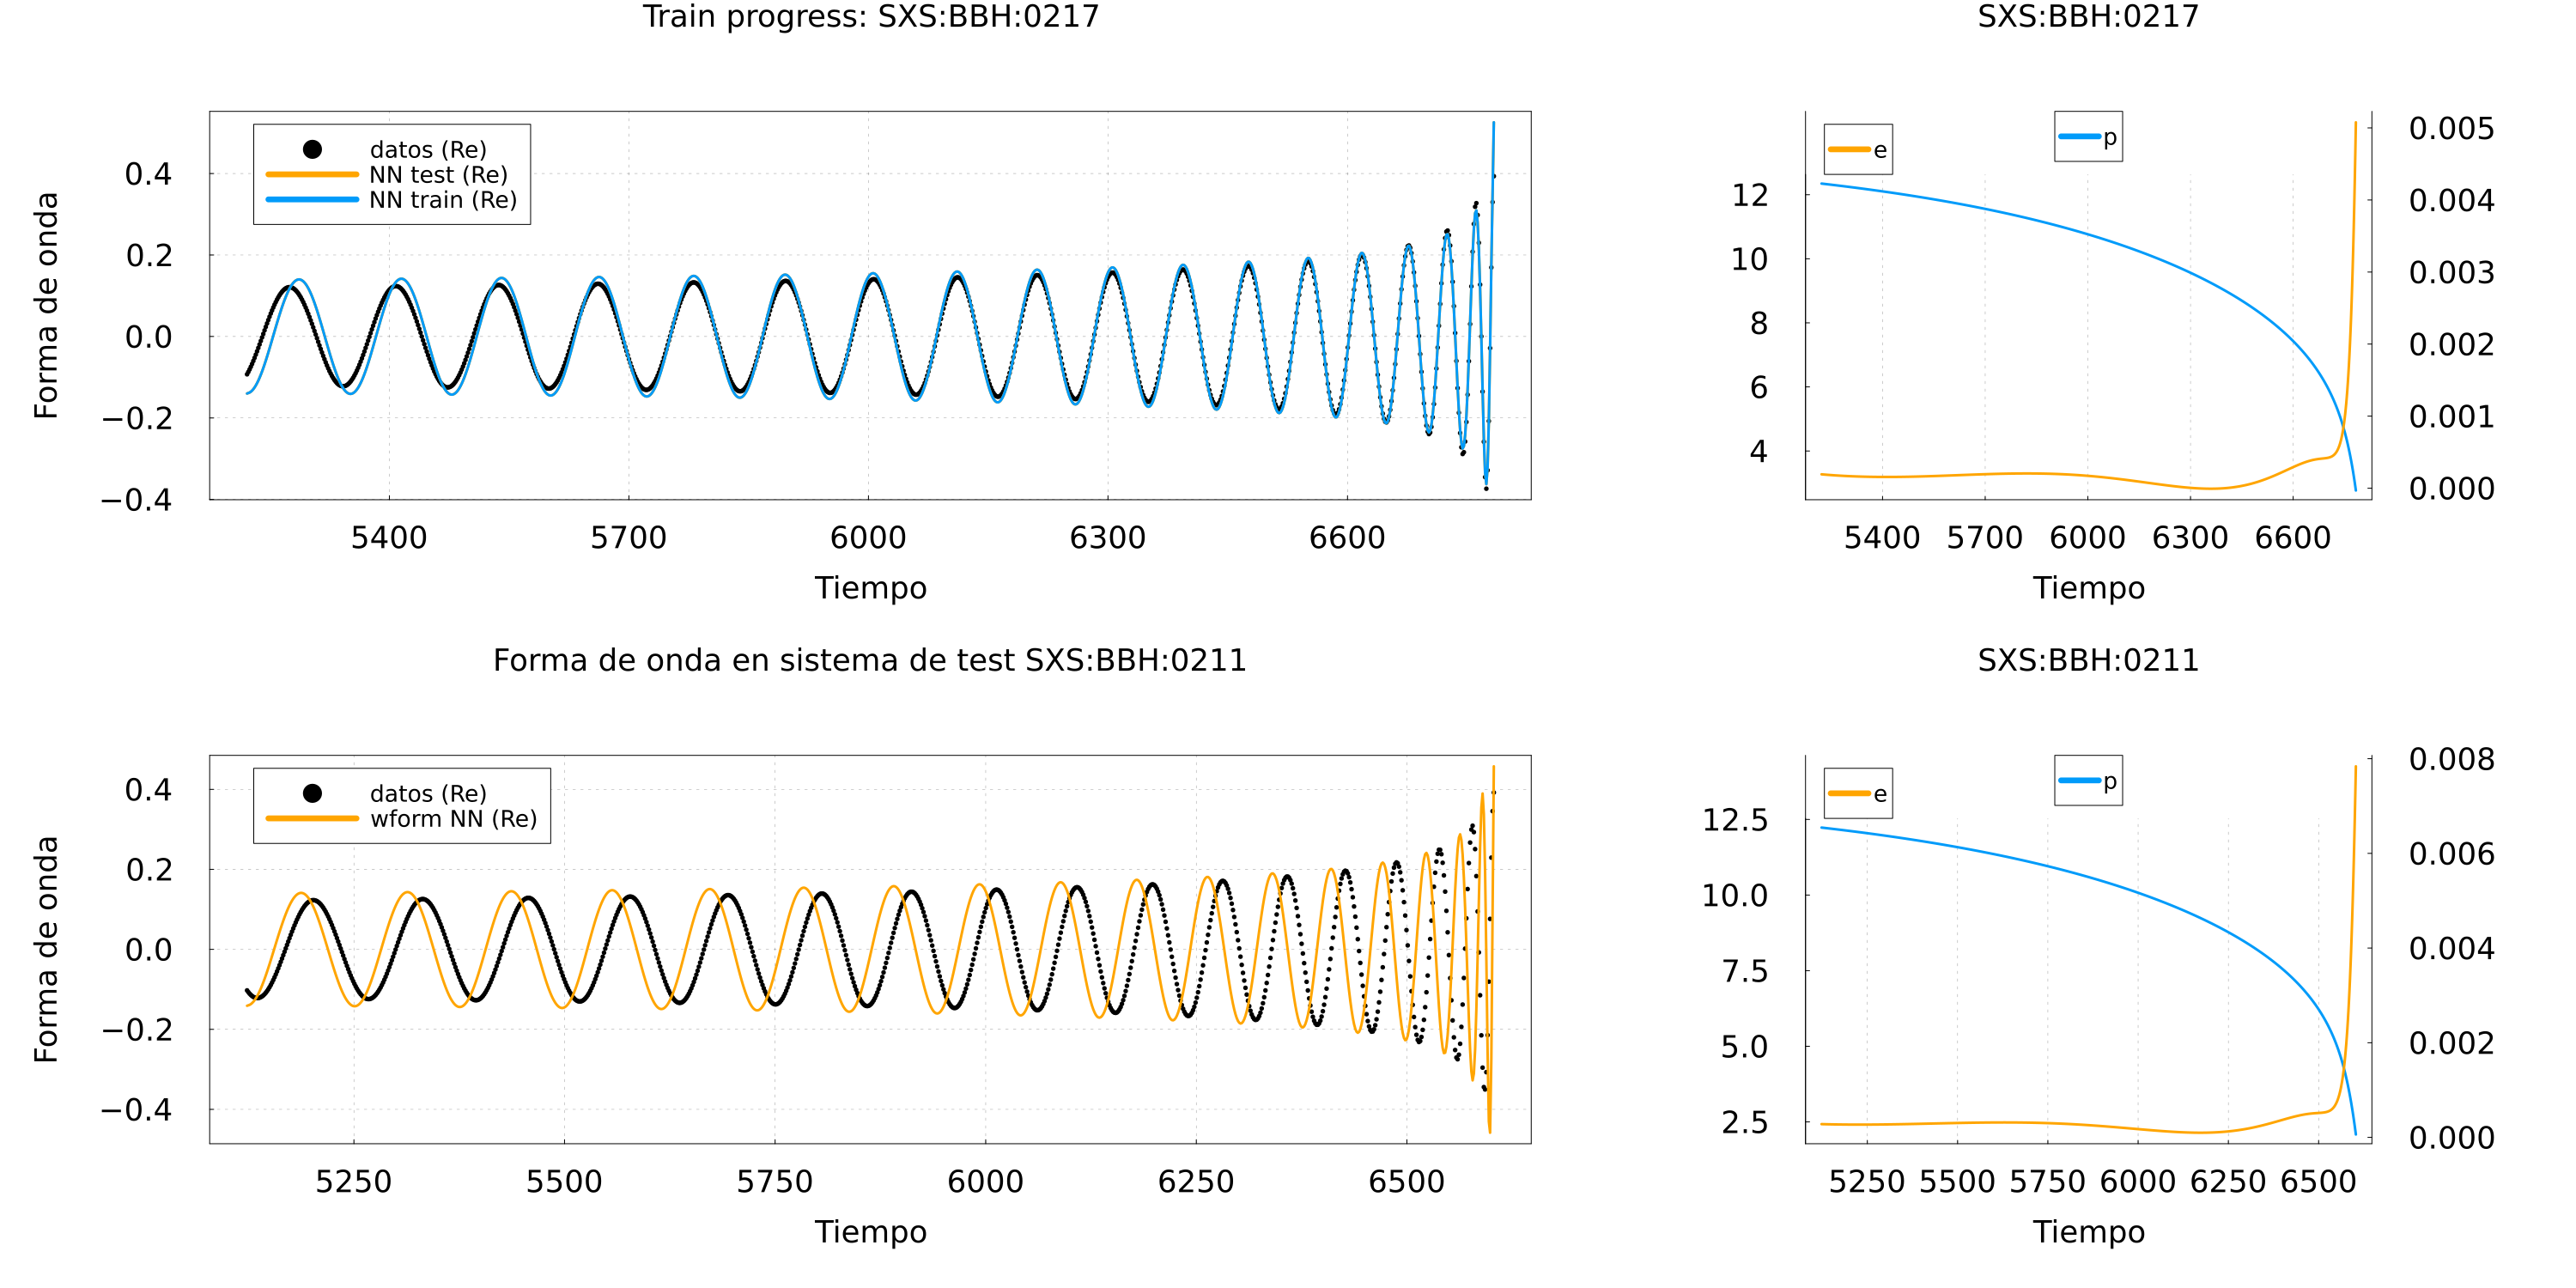 Train progress: SXS:BBH:0217
Forma de onda
0.4
0.2
0.0
−0.2
−0.4
datos (Re)
NN test (Re)
NN train (Re)
5400 5700 6000 6300 6600
Tiempo
SXS:BBH:0217
12
10
8
6
4
e
p
0.005
0.004
0.003
0.002
0.001
0.000
5400 5700 6000 6300 6600
Tiempo
Forma de onda en sistema de test SXS:BBH:0211
Forma de onda
0.4
0.2
0.0
−0.2
−0.4
datos (Re)
wform NN (Re)
5250 5500 5750 6000 6250 6500
Tiempo
SXS:BBH:0211
12.5
10.0
7.5
5.0
2.5
e
p
0.008
0.006
0.004
0.002
0.000
5250 5500 5750 6000 6250 6500
Tiempo